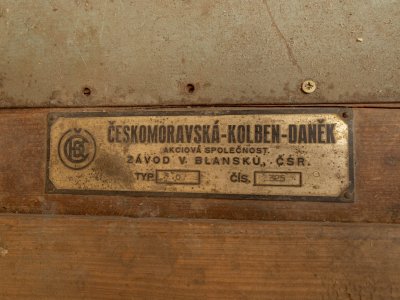 ČESKOMORAVSKÁ-KOLBEN-DANĚK
AKCIOVÁ SPOLEČNOST.
ZÁVOD V BLANSKU, ČSR.
TYP ČÍS.